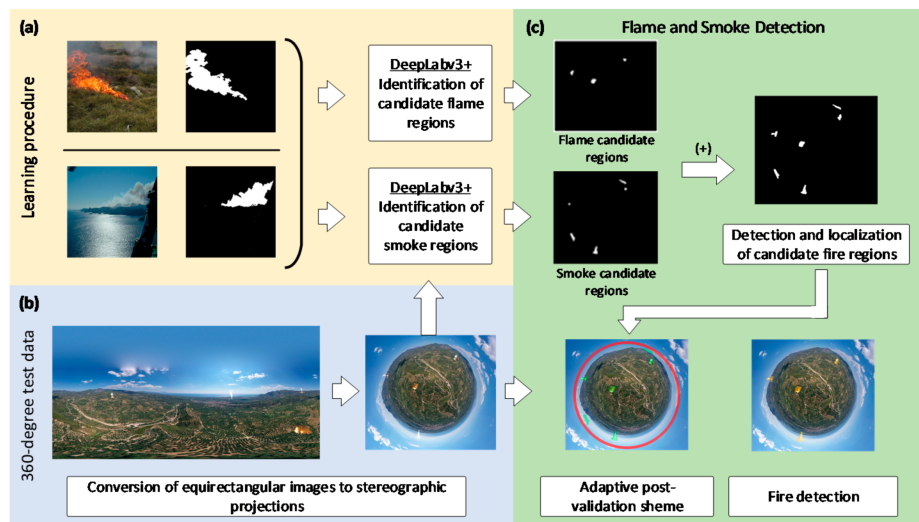 (a)
Learning procedure
DeepLabv3+
Identification of
candidate flame
regions
DeepLabv3+
Identification of
candidate
smoke regions
(b)
360-degree test data
Conversion of equirectangular images to stereographic
projections
(c)
Flame and Smoke Detection
Flame candidate
regions
(+)
Smoke candidate
regions
Detection and localization
of candidate fire regions
Adaptive post-
validation sheme
Fire detection